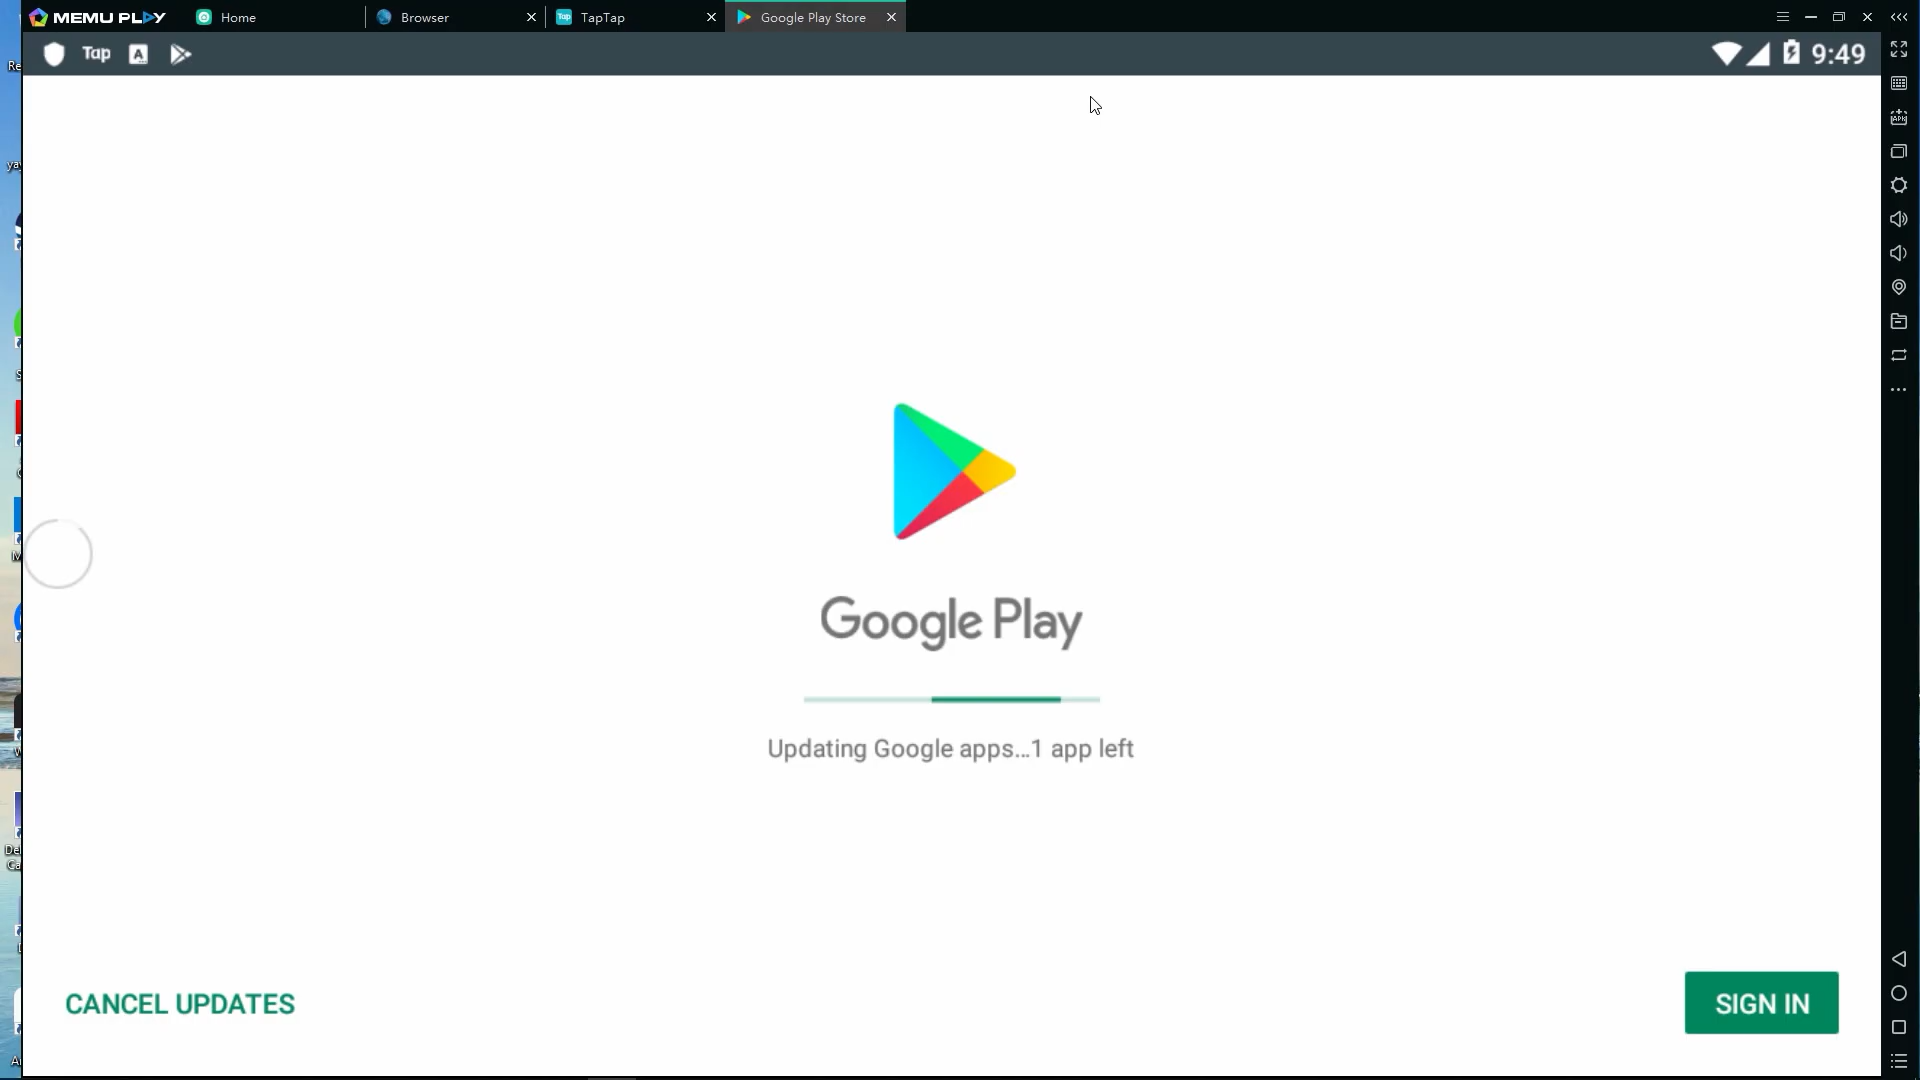 MEMU PLAY
Home
Browser
TapTap
Google Play Store
Tap
A
9:49
APK
Google Play
Updating Google apps...1 app left
CANCEL UPDATES
SIGN IN